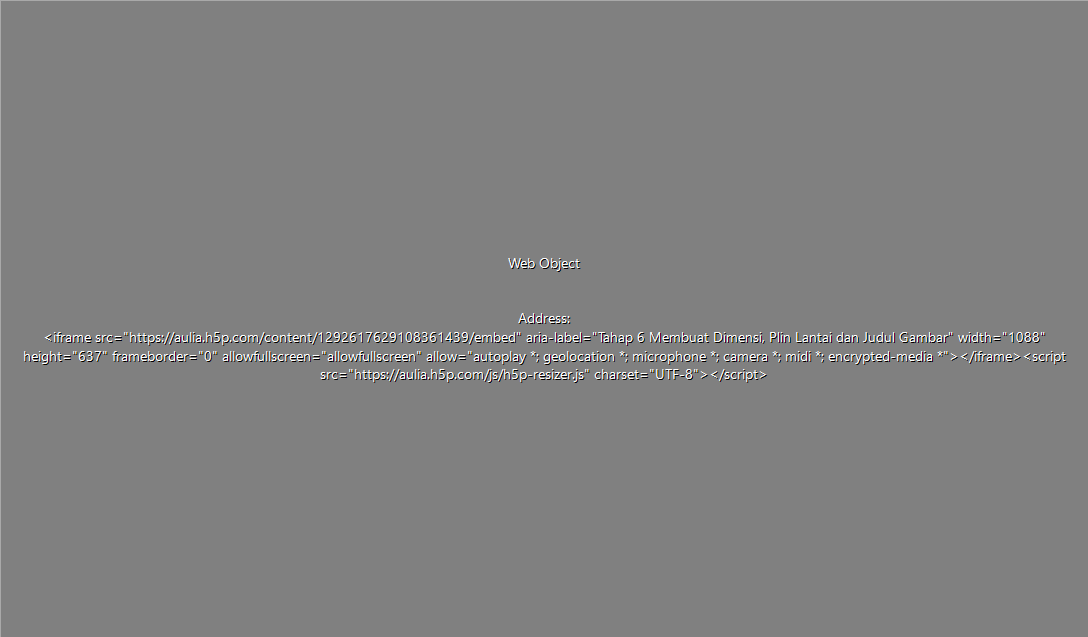 Web Object
Address:
<iframe src="https://aulia.h5p.com/content/1292617629108361439/embed" aria-label="Tahap 6 Membuat Dimensi, Plin Lantai dan Judul Gambar" width="1088"
height="637" frameborder="0" allowfullscreen="allowfullscreen" allow="autoplay *; geolocation *; microphone *; camera *; midi *; encrypted-media *"></iframe><script
src="https://aulia.h5p.com/js/h5p-resizer.js" charset="UTF-8"></script>